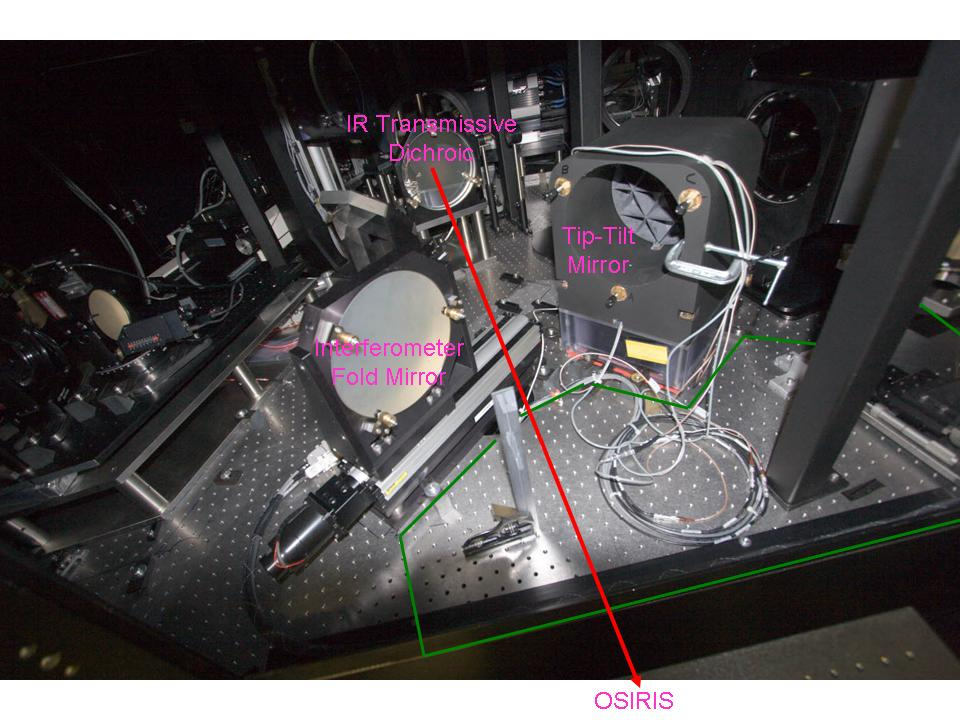 IR Transmissive
Dichroic
B
C
Tip-Tilt
Mirror
A
Interferometer
Fold Mirror
OSIRIS